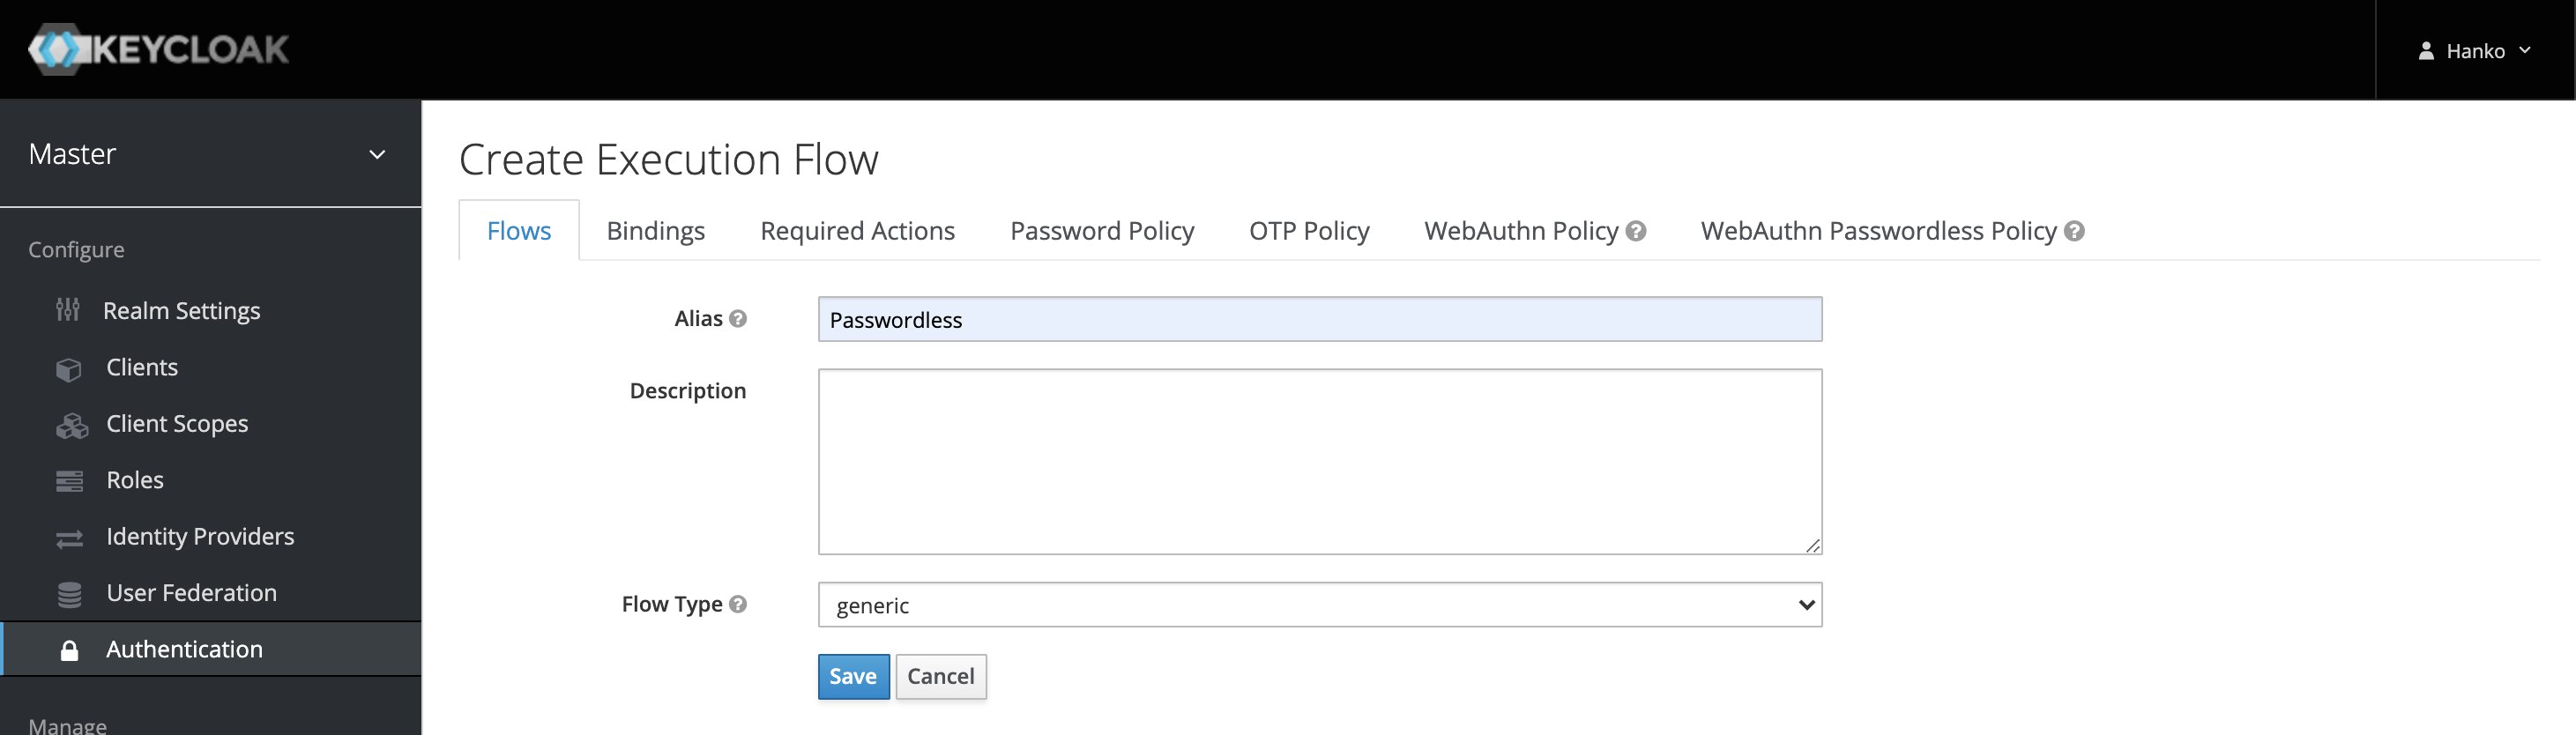 KEYCLOAK
Hanko
Master
Configure
Realm Settings
Clients
Client Scopes
Roles
Identity Providers
User Federation
Authentication
Manage
Create Execution Flow
Flows Bindings Required Actions Password Policy OTP Policy WebAuthn Policy WebAuthn Passwordless Policy
Alias Passwordless
Description
Flow Type generic
Save Cancel